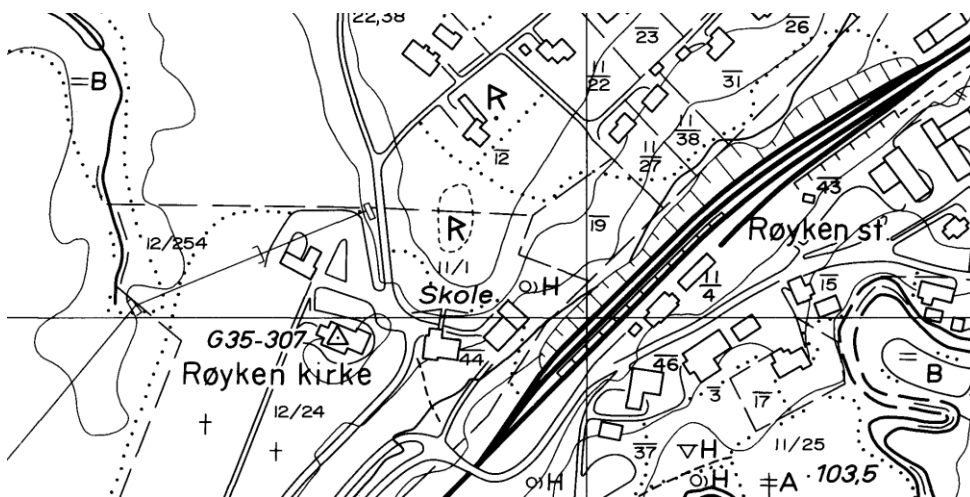 22,38
26
23
11
22
31
B
R
11
38
12
11
27
43
R
19
Røyken st.
12/254
11/1
11
4
15
Skole
H
G35-307
44
46
B
Røyken kirke
3
17
12/24
37
H
11/25
H
H
A
103,5